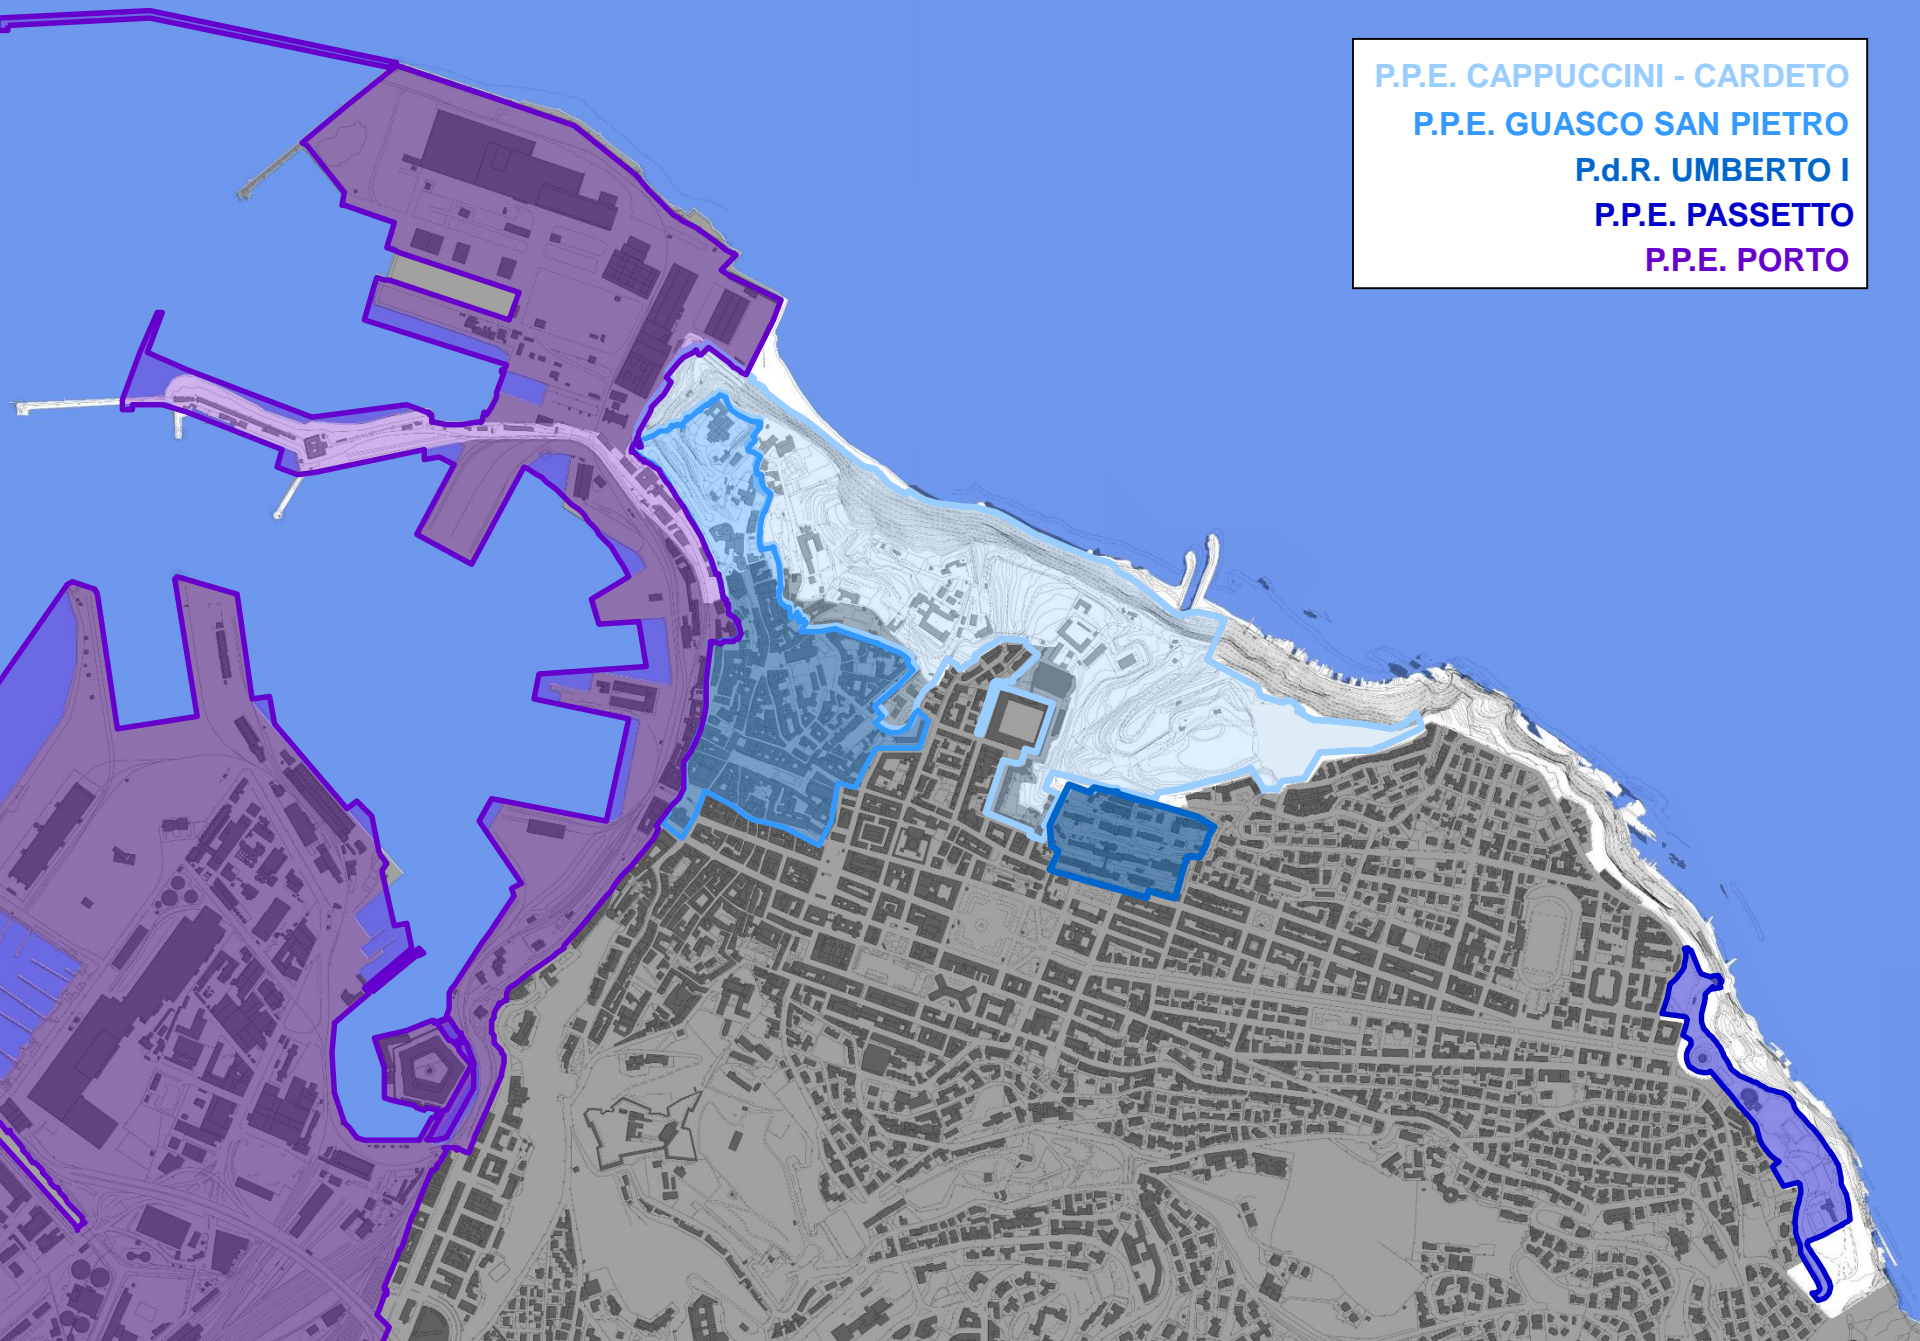 P.P.E. CAPPUCCINI - CARDETO
P.P.E. GUASCO SAN PIETRO
P.d.R. UMBERTO I
P.P.E. PASSETTO
P.P.E. PORTO